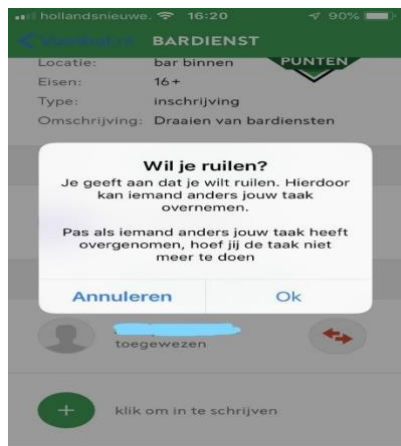 hollandsnieuwe. 16:20 90%
Voetbal.nl BARDIENST
Locatie: bar binnen
PUNTEN
Eisen: 16+
Type: inschrijving
Omschrijving: Draaien van bardiensten
Wil je ruilen?
Je geeft aan dat je wilt ruilen. Hierdoor
kan iemand anders jouw taak
overnemen.
Pas als iemand anders jouw taak heeft
overgenomen, hoef jij de taak niet
meer te doen
Annuleren Ok
toegewezen
klik om in te schrijven